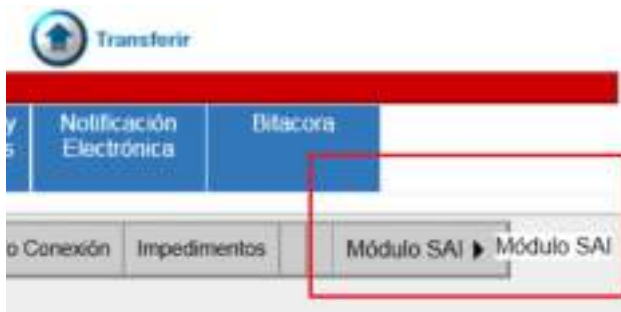 Transferir
y
s
Notificación
Electrónica
Bitacora
o Conexión
Impedimentos
Módulo SAI
Módulo SAI